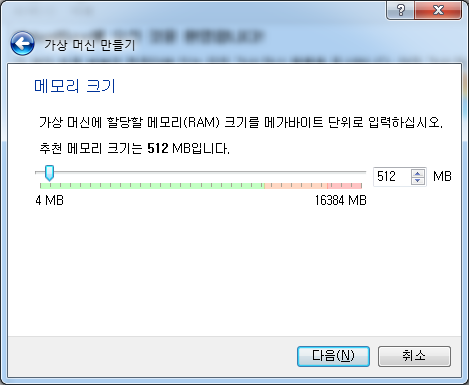 가상 머신 만들기
메모리 크기
가상 머신에 할당할 메모리(RAM) 크기를 메가바이트 단위로 입력하십시오.
추천 메모리 크기는 512 MB입니다.
512 MB
4 MB 16384 MB
다음(N) 취소